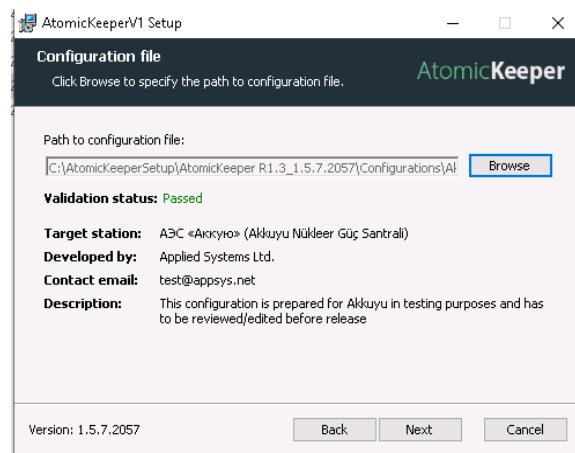 AtomicKeeperV1 Setup
Configuration file
Click Browse to specify the path to configuration file.
AtomicKeeper
Path to configuration file:
C:\AtomicKeeperSetup\AtomicKeeper R1.3_1.5.7.2057\Configurations\
Browse
Validation status: Passed
Target station: АЭС «Аккую» (Akkuyu Nükleer Güç Santrali)
Developed by: Applied Systems Ltd.
Contact email: test@appsys.net
Description: This configuration is prepared for Akkuyu in testing purposes and has
to be reviewed/edited before release
Version: 1.5.7.2057
Back
Next
Cancel